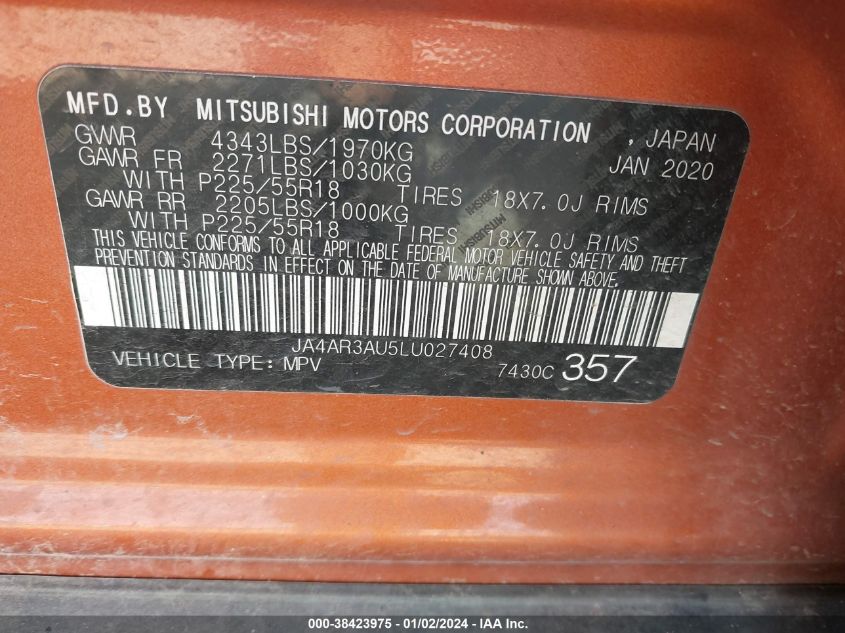 MFD.BY MITSUBISHI MOTORS CORPORATION , JAPAN
GVWR 4343LBS/1970KG JAN 2020
GAWR FR 2271LBS/1030KG
WITH P225/55R18 TIRES 18X7.0J RIMS
GAWR RR 2205LBS/1000KG
WITH P225/55R18 TIRES 18X7.0J RIMS
THIS VEHICLE CONFORMS TO ALL APPLICABLE FEDERAL MOTOR VEHICLE SAFETY AND THEFT
PREVENTION STANDARDS IN EFFECT ON THE DATE OF MANUFACTURE SHOWN ABOVE.
JA4AR3AU5LU027408
VEHICLE TYPE: MPV 7430C 357
000-38423975 - 01/02/2024 - IAA Inc.